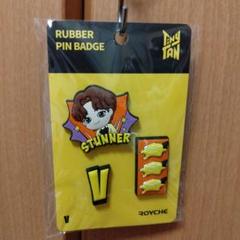 RUBBER
PIN BADGE
TinyTAN
STUNNER
V
V
ROYCHE